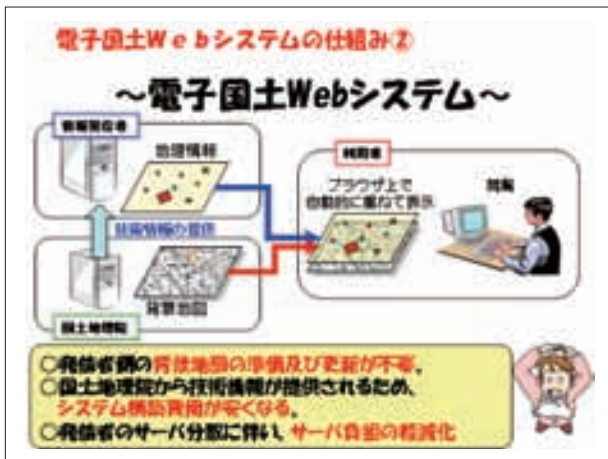 電子国土Ｗｅｂシステムの仕組み②
～電子国土Webシステム～
情報発信者
地理情報
技術情報の提供
背景地図
国土地理院
利用者
ブラウザ上で
自動的に重ねて表示
閲覧
○発信者側の背景地図の準備及び更新が不要。
○国土地理院から技術情報が提供されるため、
システム構築費用が安くなる。
○発信者のサーバ分散に伴い、サーバ負担の軽減化